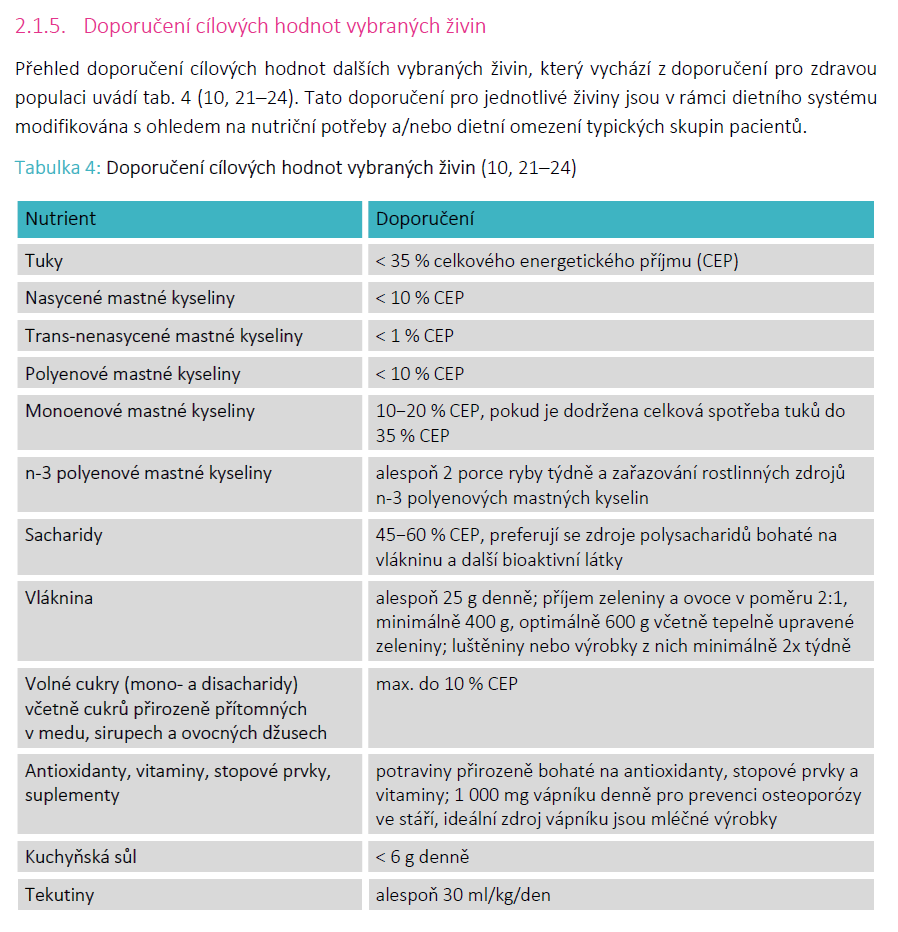 2.1.5. Doporučení cílových hodnot vybraných živin
Přehled doporučení cílových hodnot dalších vybraných živin, který vychází z doporučení pro zdravou
populaci uvádí tab. 4 (10, 21–24). Tato doporučení pro jednotlivé živiny jsou v rámci dietního systému
modifikována s ohledem na nutriční potřeby a/nebo dietní omezení typických skupin pacientů.
Tabulka 4: Doporučení cílových hodnot vybraných živin (10, 21–24)
Nutrient Doporučení
Tuky < 35 % celkového energetického příjmu (CEP)
Nasycené mastné kyseliny < 10 % CEP
Trans-nenasycené mastné kyseliny < 1 % CEP
Polyenové mastné kyseliny < 10 % CEP
Monoenové mastné kyseliny 10–20 % CEP, pokud je dodržena celková spotřeba tuků do
35 % CEP
n-3 polyenové mastné kyseliny alespoň 2 porce ryby týdně a zařazování rostlinných zdrojů
n-3 polyenových mastných kyselin
Sacharidy 45–60 % CEP, preferují se zdroje polysacharidů bohaté na
vlákninu a další bioaktivní látky
Vláknina alespoň 25 g denně; příjem zeleniny a ovoce v poměru 2:1,
minimálně 400 g, optimálně 600 g včetně tepelně upravené
zeleniny; luštěniny nebo výrobky z nich minimálně 2x týdně
Volné cukry (mono- a disacharidy) max. do 10 % CEP
včetně cukrů přirozeně přítomných
v medu, sirupech a ovocných džusech
Antioxidanty, vitaminy, stopové prvky, potraviny přirozeně bohaté na antioxidanty, stopové prvky a
suplementy vitaminy; 1 000 mg vápníku denně pro prevenci osteoporózy
ve stáří, ideální zdroj vápníku jsou mléčné výrobky
Kuchyňská sůl < 6 g denně
Tekutiny alespoň 30 ml/kg/den